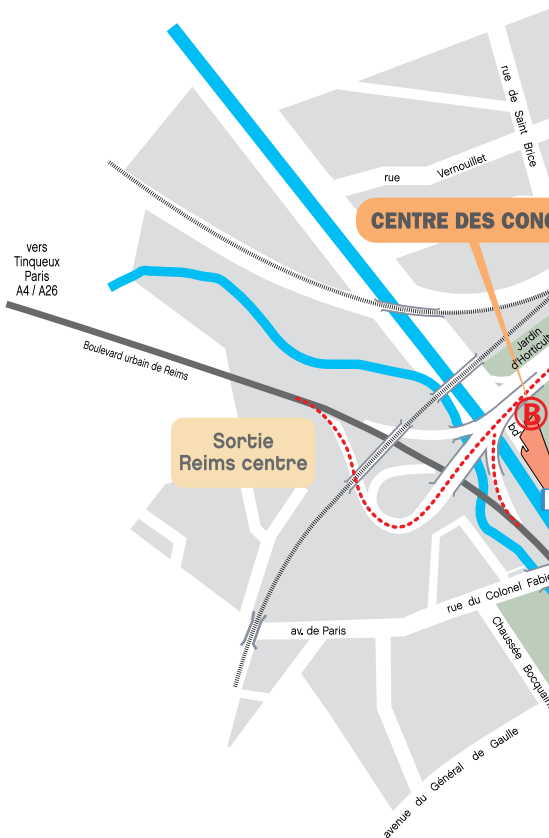 rue de Saint Brice
rue Vernouillet
CENTRE DES CONG
vers
Tinqueux
Paris
A4 / A26
Boulevard urbain de Reims
Jardin
d'Horticult
B
bd
Sortie
Reims centre
rue du Colonel Fabie
av. de Paris
Chaussée Bocquain
avenue du Général de Gaulle